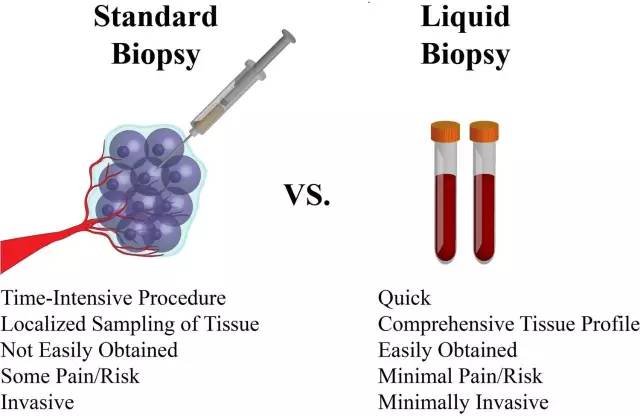 Standard
Biopsy
Liquid
Biopsy
VS.
Time-Intensive Procedure
Localized Sampling of Tissue
Not Easily Obtained
Some Pain/Risk
Invasive
Quick
Comprehensive Tissue Profile
Easily Obtained
Minimal Pain/Risk
Minimally Invasive